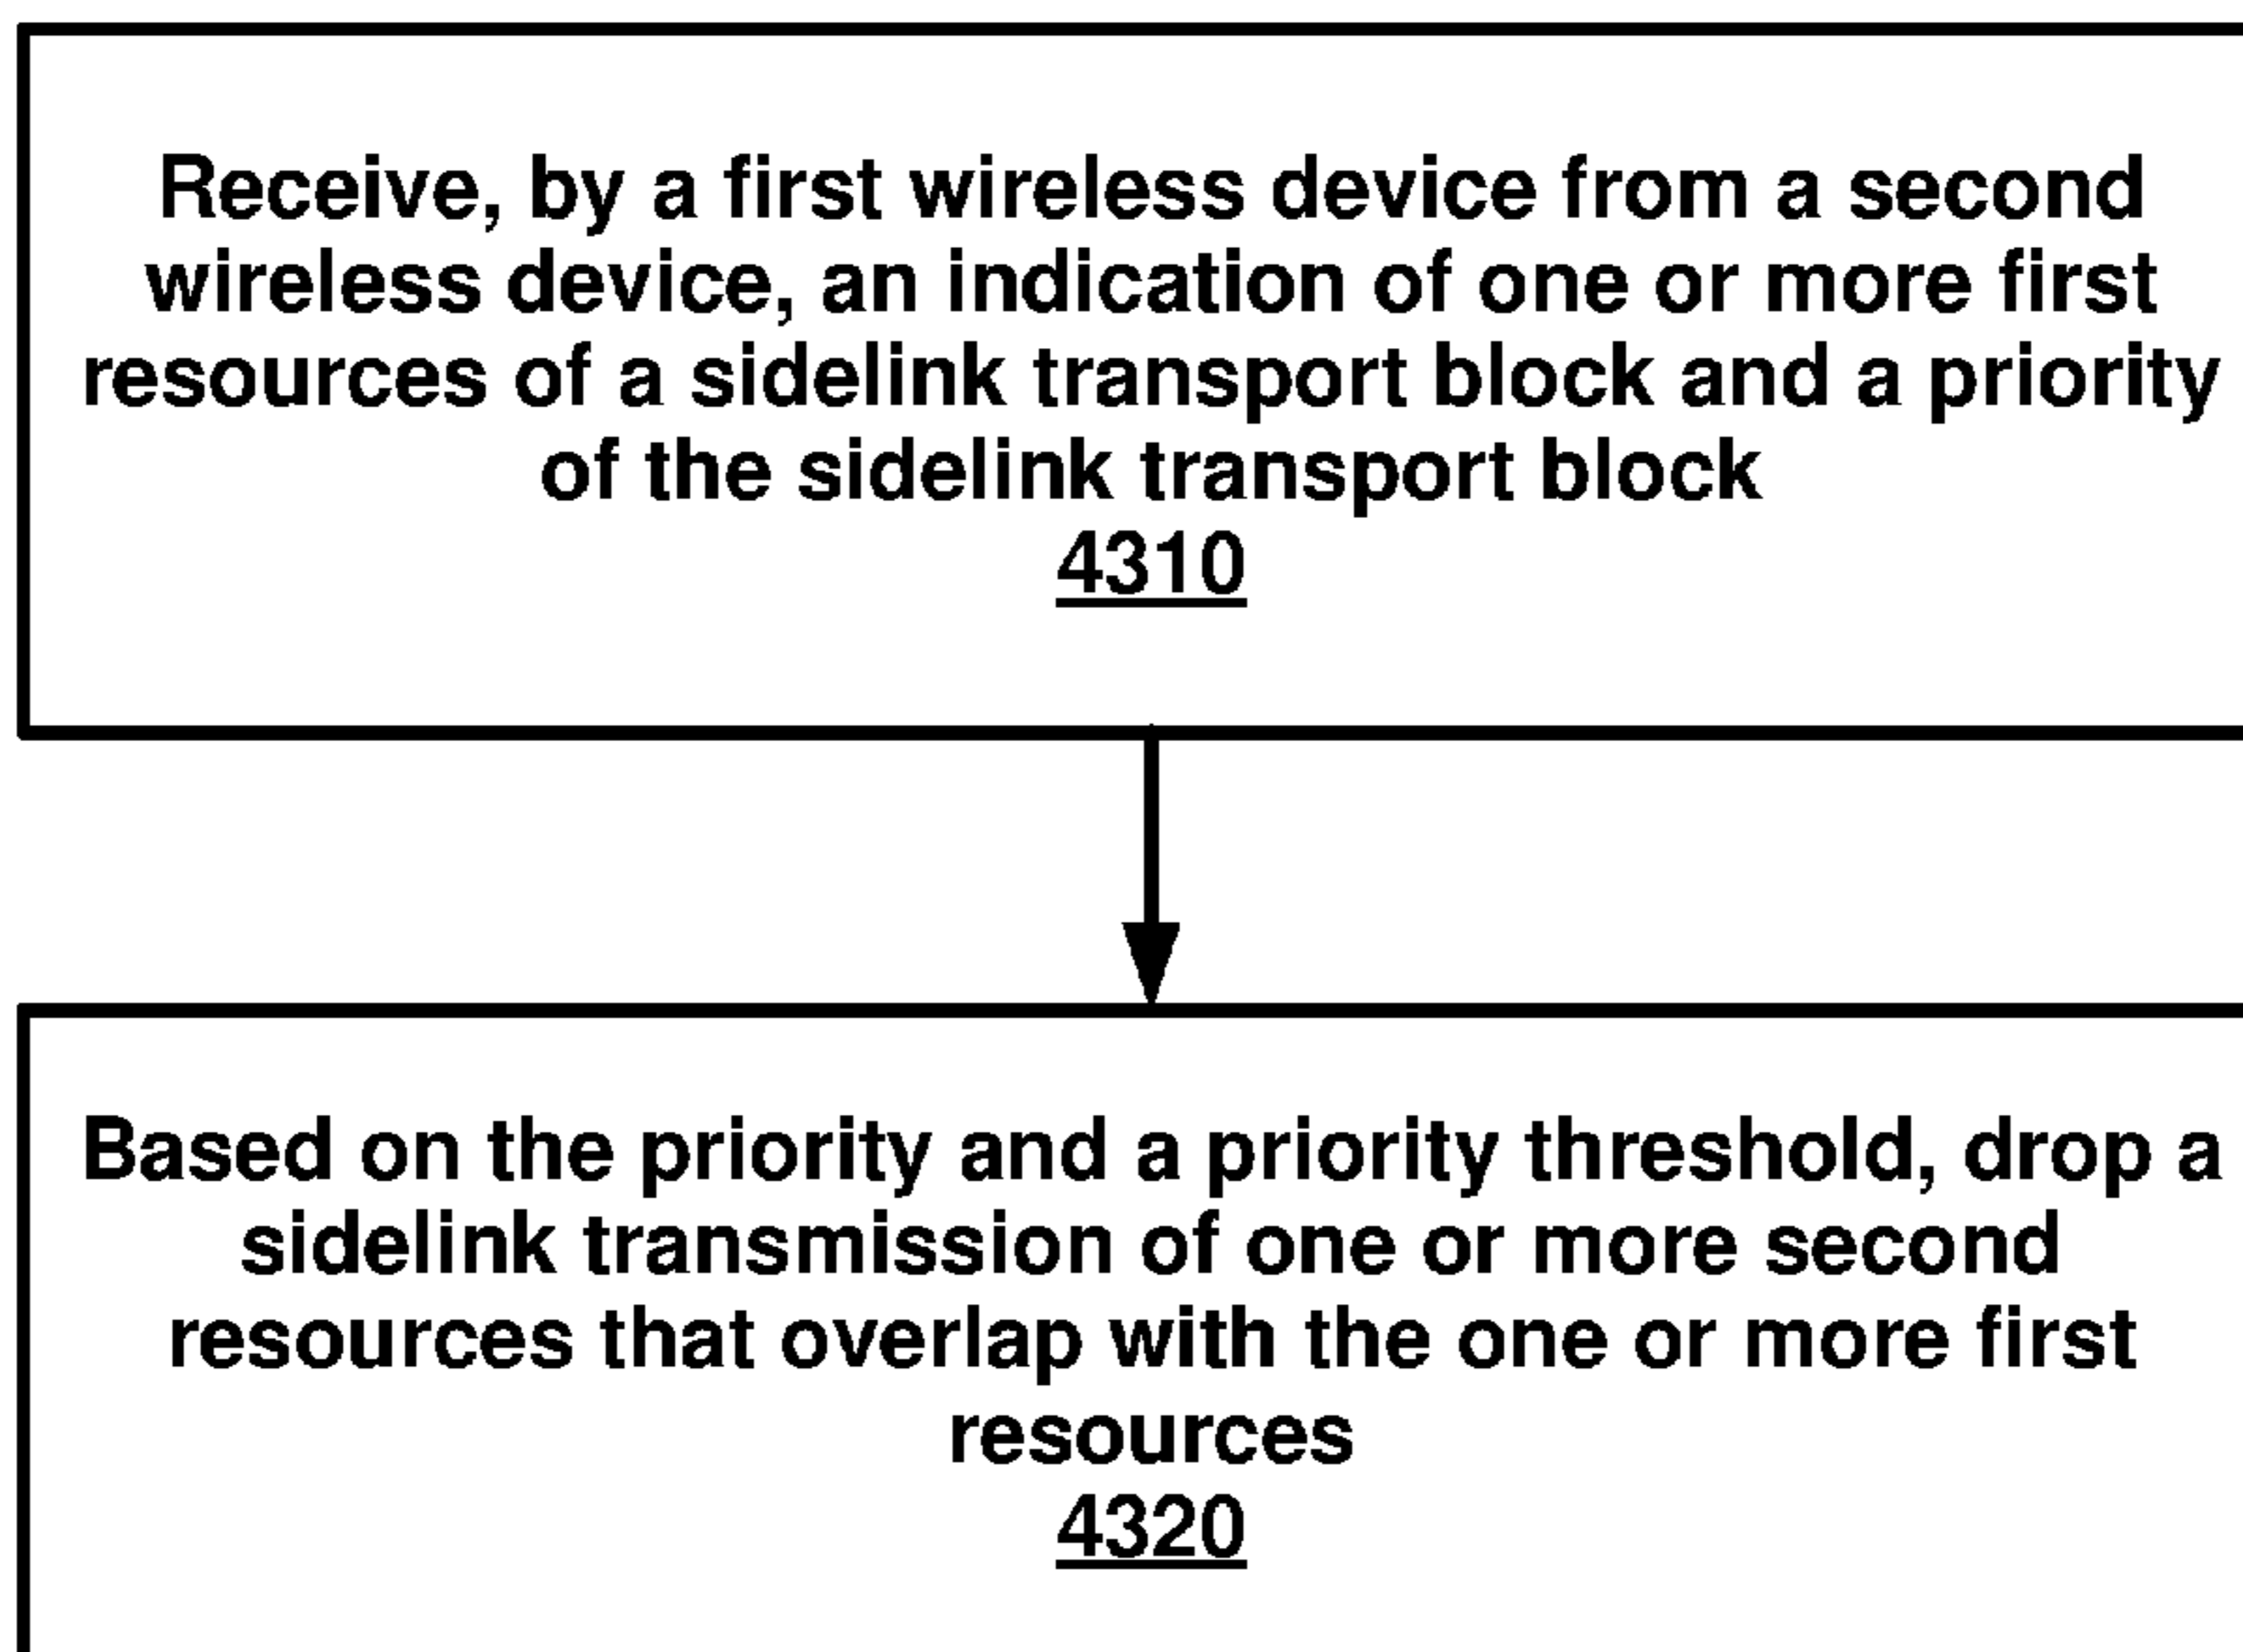 Receive, by a first wireless device from a second
wireless device, an indication of one or more first
resources of a sidelink transport block and a priority
of the sidelink transport block
4310
Based on the priority and a priority threshold, drop a
sidelink transmission of one or more second
resources that overlap with the one or more first
resources
4320